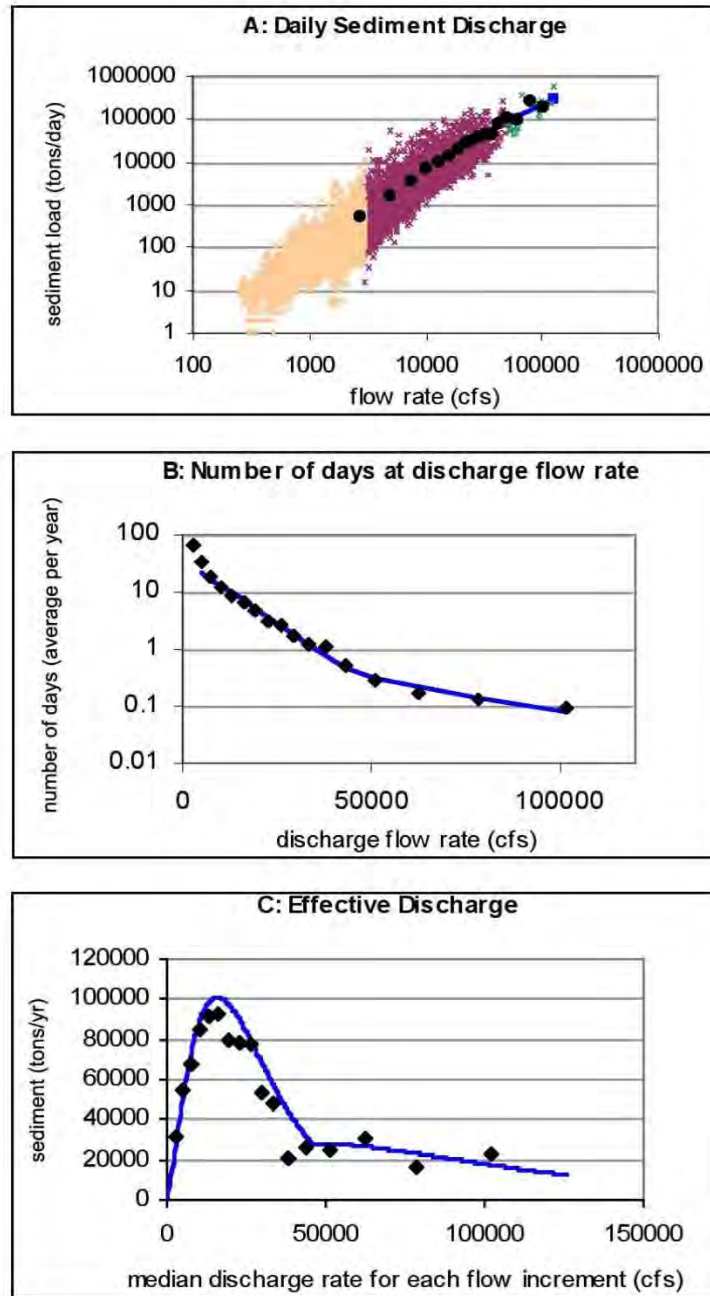 A: Daily Sediment Discharge
sediment load (tons/day)
1000000
100000
10000
1000
100
10
1
100 1000 10000 100000 1000000
flow rate (cfs)
B: Number of days at discharge flow rate
number of days (average per year)
100
10
1
0.1
0.01
0 50000 100000
discharge flow rate (cfs)
C: Effective Discharge
sediment (tons/yr)
120000
100000
80000
60000
40000
20000
0
0 50000 100000 150000
median discharge rate for each flow increment (cfs)